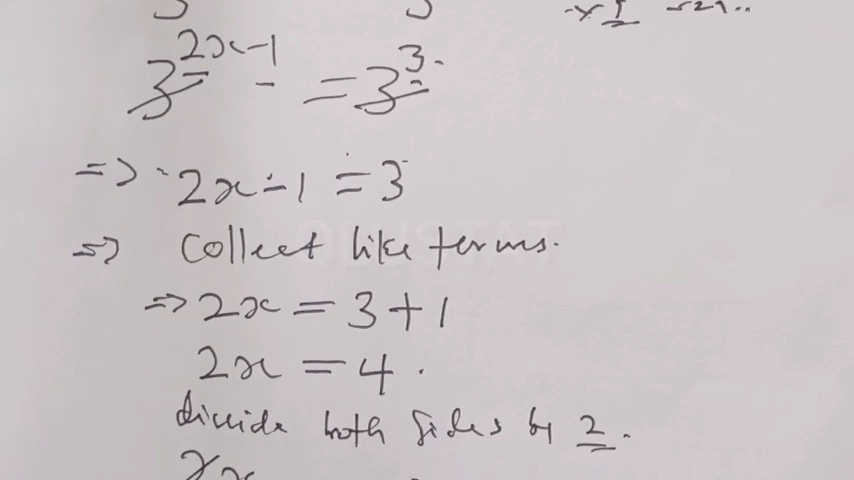 3^{2x-1} = 3^{3}.
=> 2x - 1 = 3
=> Collect like terms.
=> 2x = 3 + 1
2x = 4.
divide both sides by 2.
2x